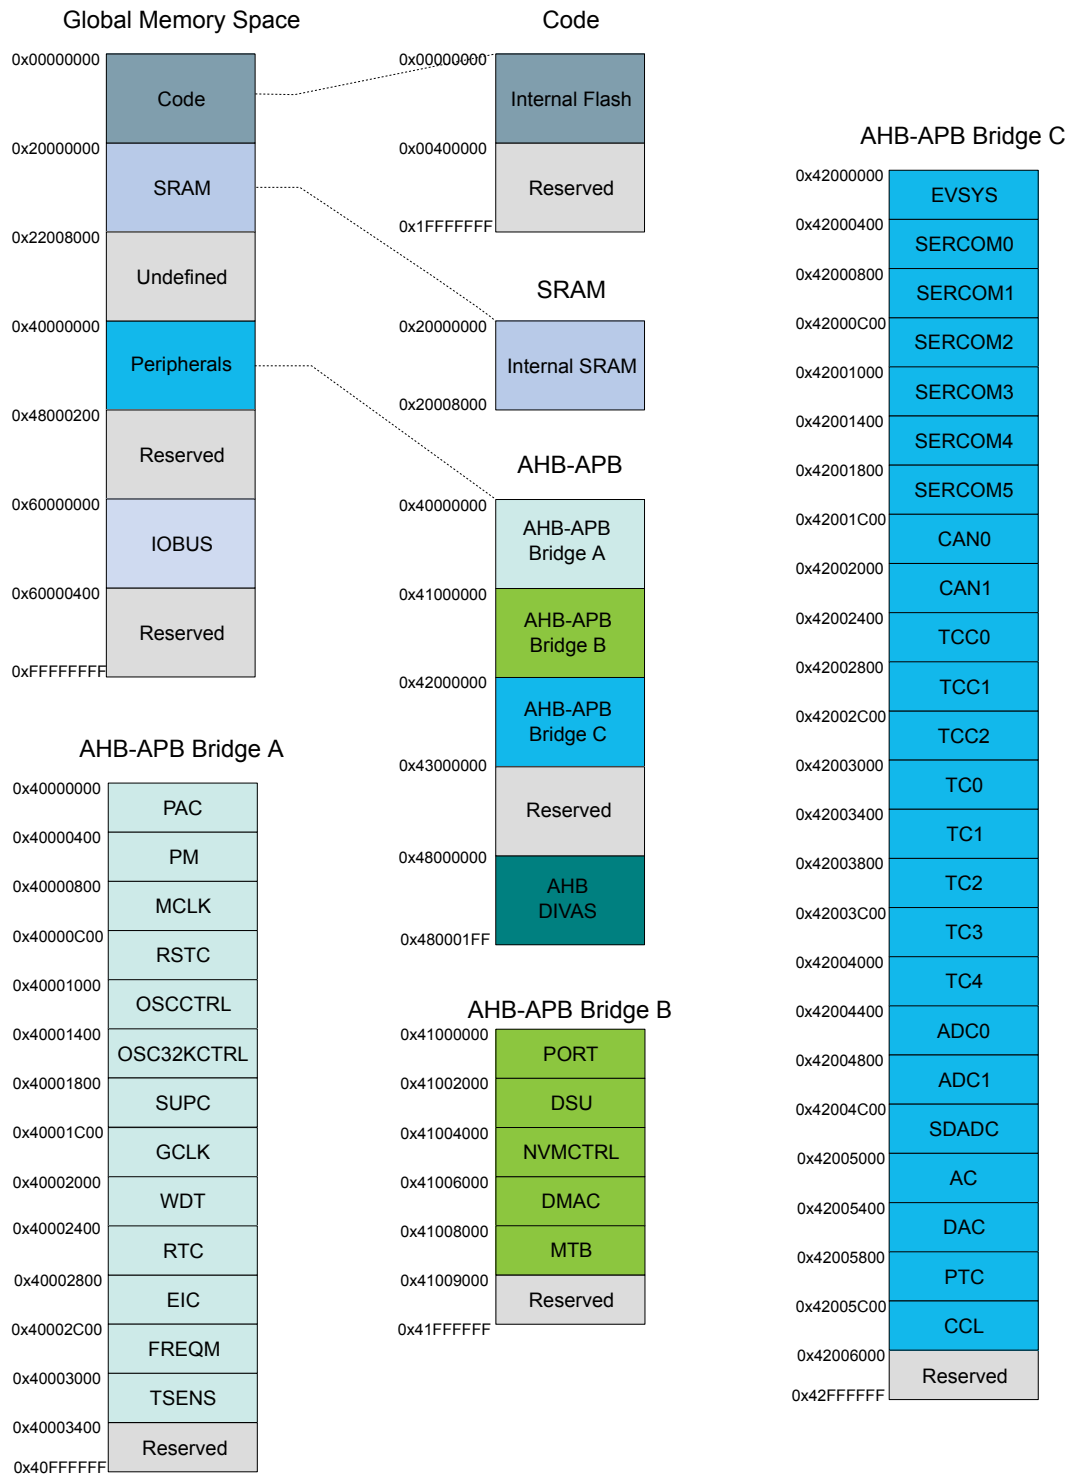 Global Memory Space
0x00000000
Code
0x20000000
SRAM
0x22008000
Undefined
0x40000000
Peripherals
0x48000200
Reserved
0x60000000
IOBUS
0x60000400
Reserved
0xFFFFFFFF
Code
0x00000000
Internal Flash
0x00400000
Reserved
0x1FFFFFFF
SRAM
0x20000000
Internal SRAM
0x20008000
AHB-APB
0x40000000
AHB-APB
Bridge A
0x41000000
AHB-APB
Bridge B
0x42000000
AHB-APB
Bridge C
0x43000000
Reserved
0x48000000
AHB
DIVAS
0x480001FF
AHB-APB Bridge A
0x40000000
PAC
0x40000400
PM
0x40000800
MCLK
0x40000C00
RSTC
0x40001000
OSCCTRL
0x40001400
OSC32KCTRL
0x40001800
SUPC
0x40001C00
GCLK
0x40002000
WDT
0x40002400
RTC
0x40002800
EIC
0x40002C00
FREQM
0x40003000
TSENS
0x40003400
Reserved
0x40FFFFFF
AHB-APB Bridge B
0x41000000
PORT
0x41002000
DSU
0x41004000
NVMCTRL
0x41006000
DMAC
0x41008000
MTB
0x41009000
Reserved
0x41FFFFFF
AHB-APB Bridge C
0x42000000
EVSYS
0x42000400
SERCOM0
0x42000800
SERCOM1
0x42000C00
SERCOM2
0x42001000
SERCOM3
0x42001400
SERCOM4
0x42001800
SERCOM5
0x42001C00
CAN0
0x42002000
CAN1
0x42002400
TCC0
0x42002800
TCC1
0x42002C00
TCC2
0x42003000
TC0
0x42003400
TC1
0x42003800
TC2
0x42003C00
TC3
0x42004000
TC4
0x42004400
ADC0
0x42004800
ADC1
0x42004C00
SDADC
0x42005000
AC
0x42005400
DAC
0x42005800
PTC
0x42005C00
CCL
0x42006000
Reserved
0x42FFFFFF